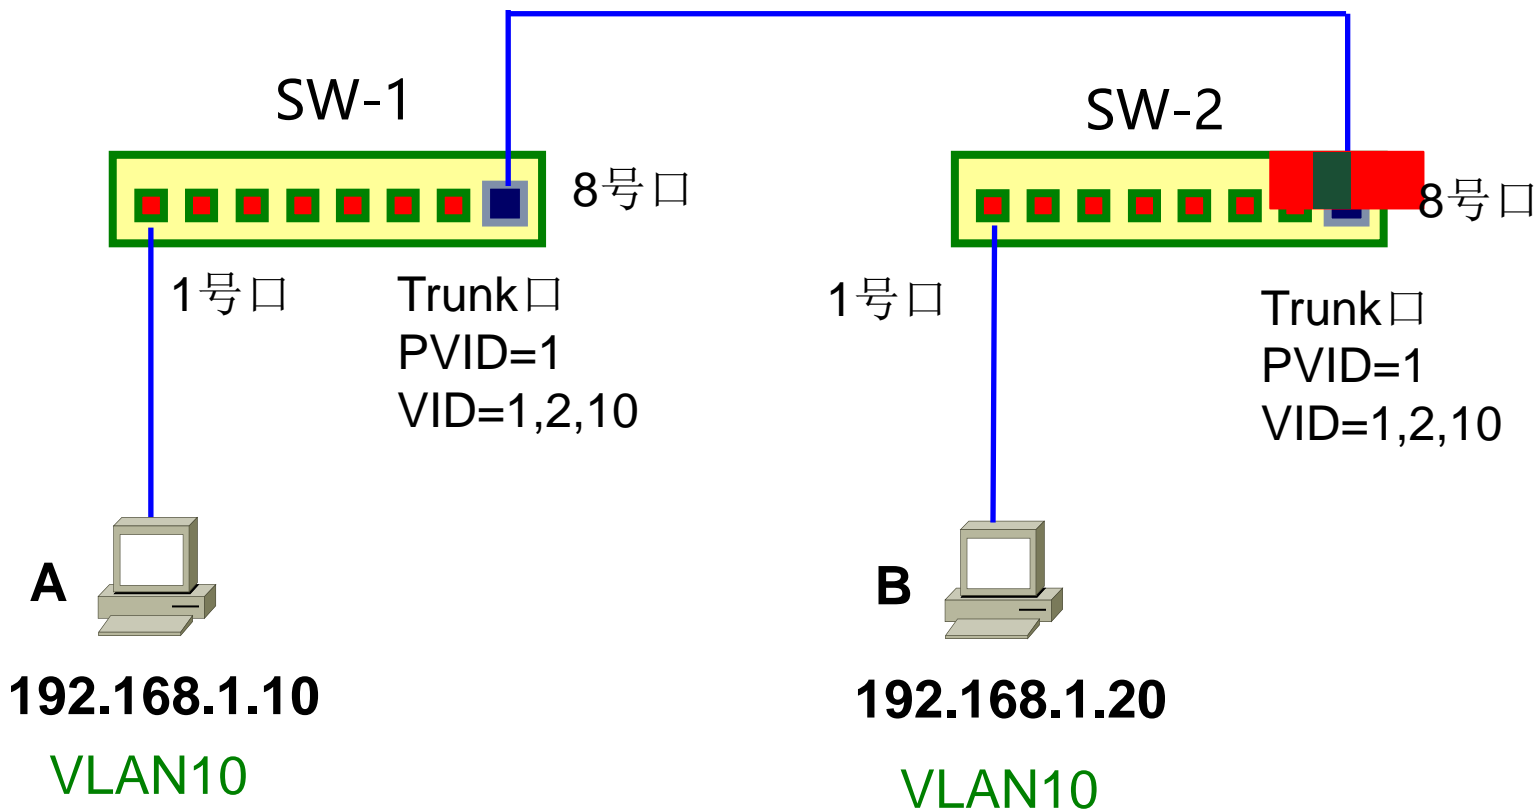 SW-1
8号口
1号口
Trunk口
PVID=1
VID=1,2,10
A
192.168.1.10
VLAN10
SW-2
8号口
1号口
Trunk口
PVID=1
VID=1,2,10
B
192.168.1.20
VLAN10